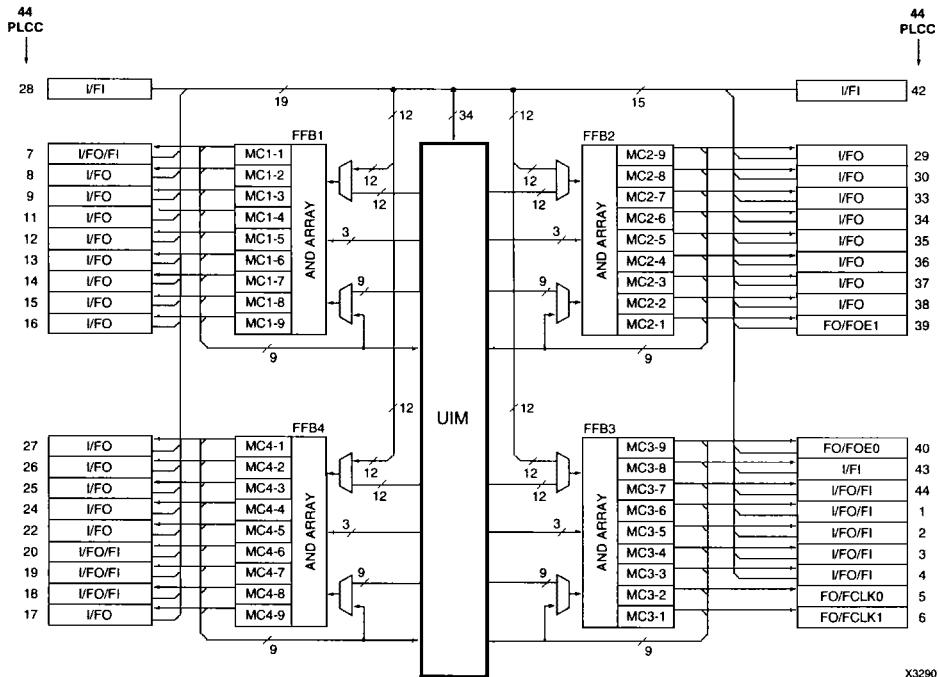 44
PLCC
44
PLCC
28 I/FI
I/FI 42
19
15
12
34
12
FFB1
FFB2
7 I/FO/FI MC1-1
8 I/FO MC1-2
9 I/FO MC1-3
11 I/FO MC1-4
12 I/FO MC1-5
13 I/FO MC1-6
14 I/FO MC1-7
15 I/FO MC1-8
16 I/FO MC1-9
AND ARRAY
12
12
3
9
9
12
12
3
9
9
AND ARRAY
MC2-9 I/FO 29
MC2-8 I/FO 30
MC2-7 I/FO 33
MC2-6 I/FO 34
MC2-5 I/FO 35
MC2-4 I/FO 36
MC2-3 I/FO 37
MC2-2 I/FO 38
MC2-1 FO/FOE1 39
12
UIM
12
FFB4
FFB3
27 I/FO MC4-1
26 I/FO MC4-2
25 I/FO MC4-3
24 I/FO MC4-4
22 I/FO MC4-5
20 I/FO/FI MC4-6
19 I/FO/FI MC4-7
18 I/FO/FI MC4-8
17 I/FO MC4-9
AND ARRAY
12
12
3
9
9
12
12
3
9
9
AND ARRAY
MC3-9 FO/FOE0 40
MC3-8 I/FI 43
MC3-7 I/FO/FI 44
MC3-6 I/FO/FI 1
MC3-5 I/FO/FI 2
MC3-4 I/FO/FI 3
MC3-3 I/FO/FI 4
MC3-2 FO/FCLK0 5
MC3-1 FO/FCLK1 6
X3290